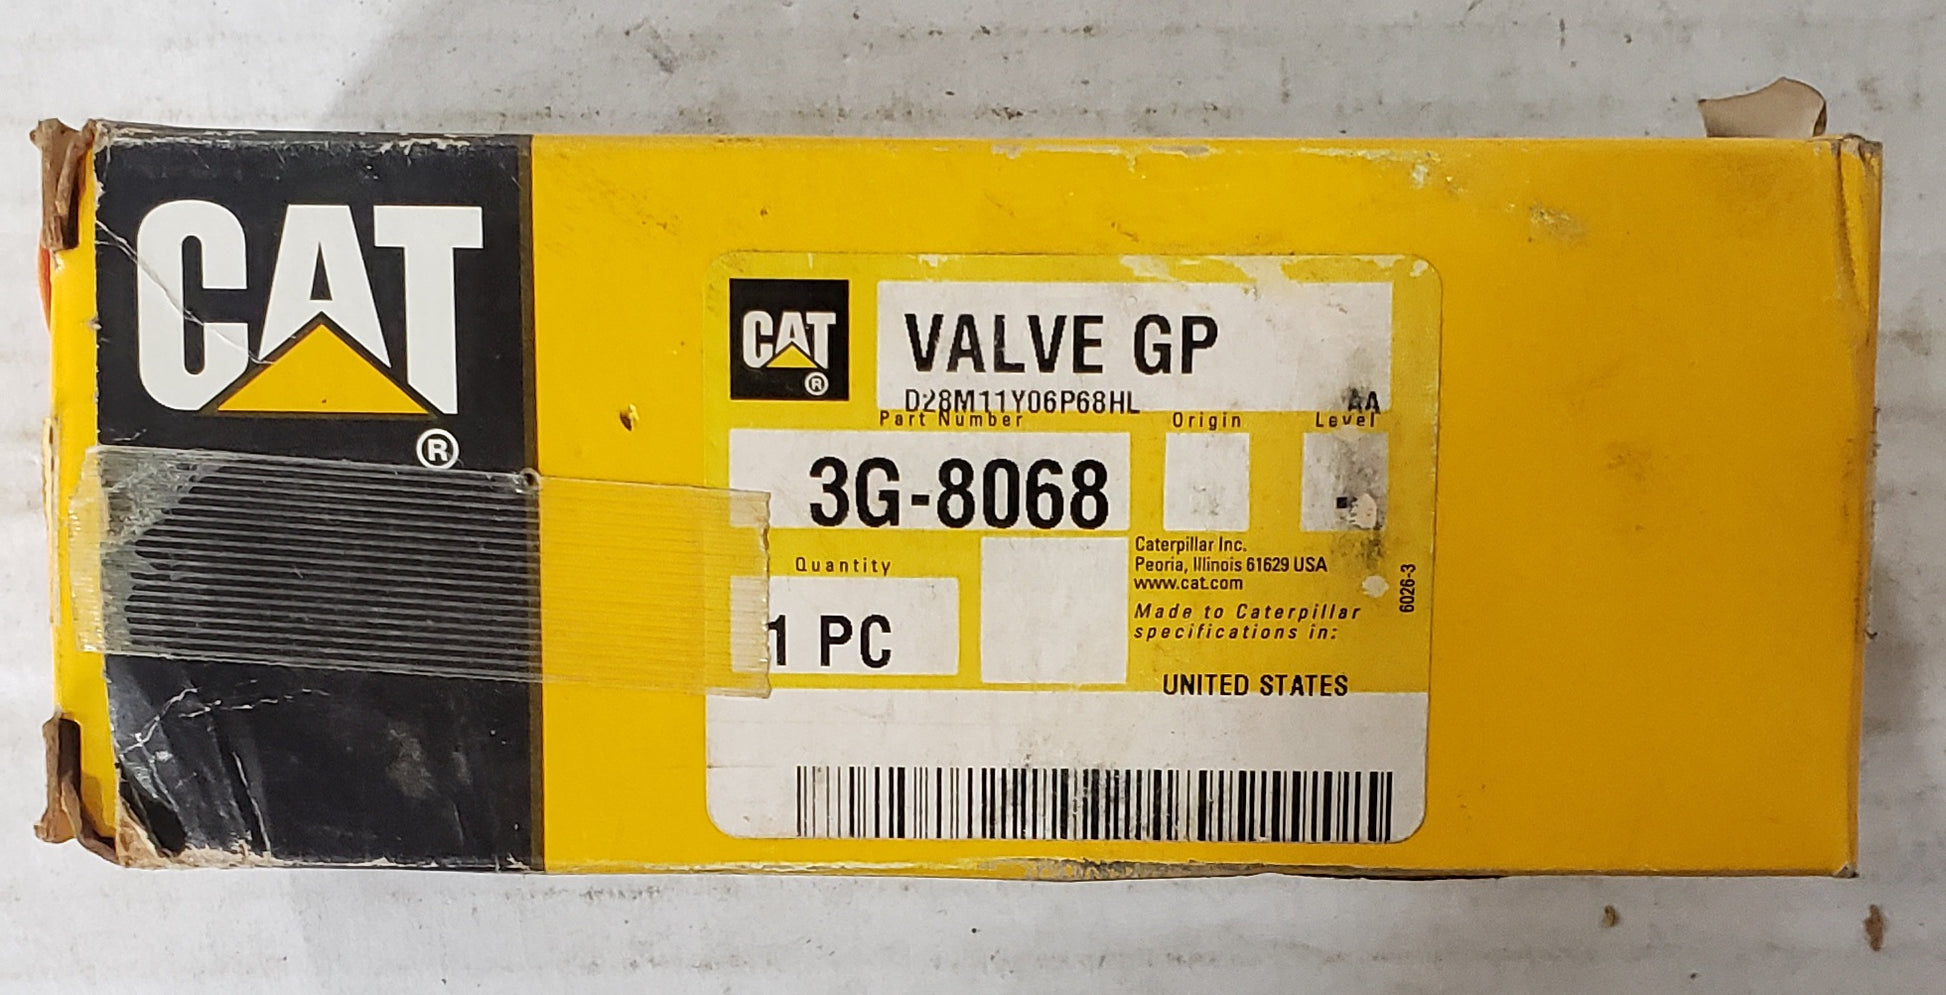 CAT
®
CAT
®
VALVE GP
D28M11Y06P68HL AA
Part Number Origin Level
3G-8068
Quantity
1 PC
Caterpillar Inc.
Peoria, Illinois 61629 USA
www.cat.com
Made to Caterpillar
specifications in:
UNITED STATES
6026-3